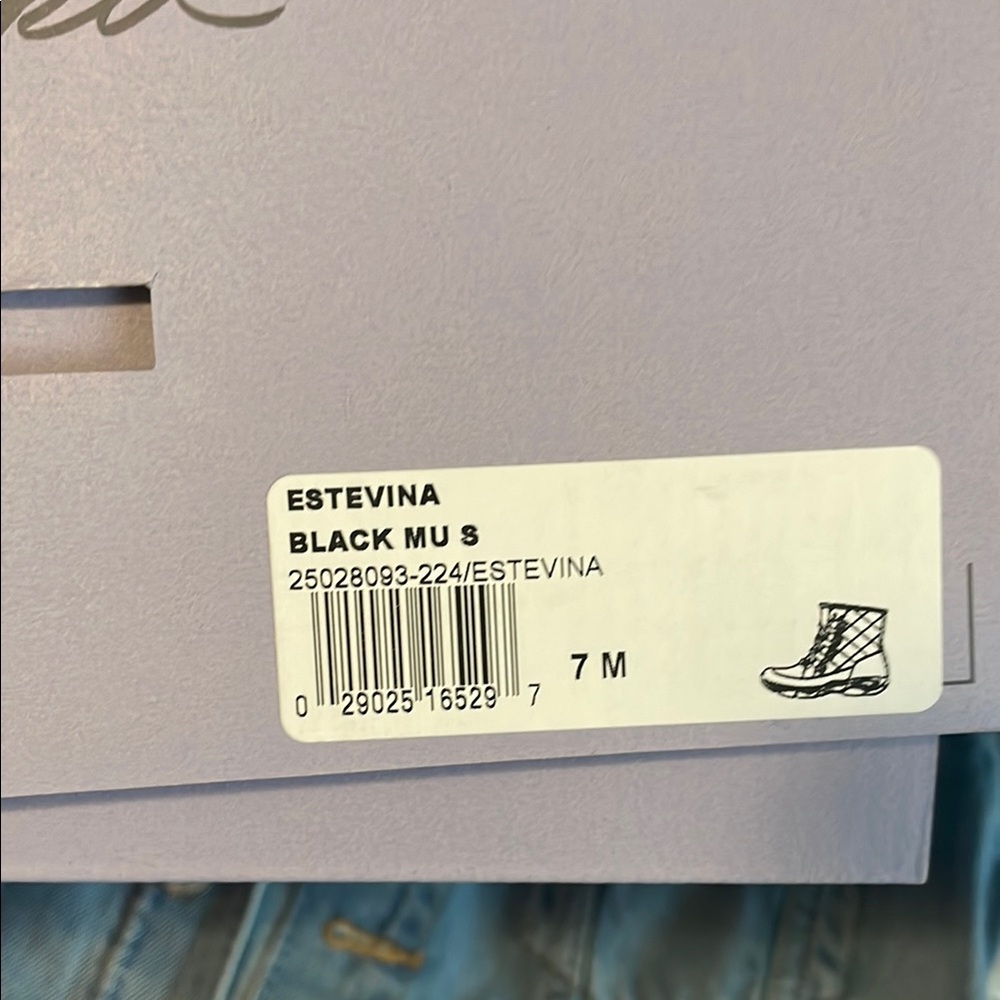 ESTEVINA
BLACK MU S
25028093-224/ESTEVINA
7 M
0 29025 16529 7